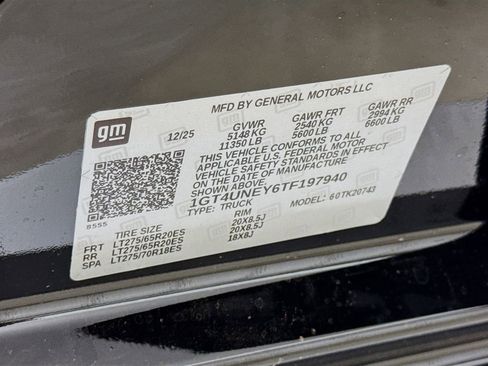 MFD BY GENERAL MOTORS LLC
gm
12/25
GVWR GAWR FRT GAWR RR
5148 KG 2540 KG 2994 KG
11350 LB 5600 LB 6600 LB
THIS VEHICLE CONFORMS TO ALL
APPLICABLE U.S. FEDERAL MOTOR
VEHICLE SAFETY STANDARDS IN EFFECT
ON THE DATE OF MANUFACTURE
SHOWN ABOVE.
1GT4UNEY6TF197940
TYPE: TRUCK MODEL: 60TK20743
8555
TIRE SIZE RIM
FRT LT275/65R20ES 20X8.5J
RR LT275/65R20ES 20X8.5J
SPA LT275/70R18ES 18X8J